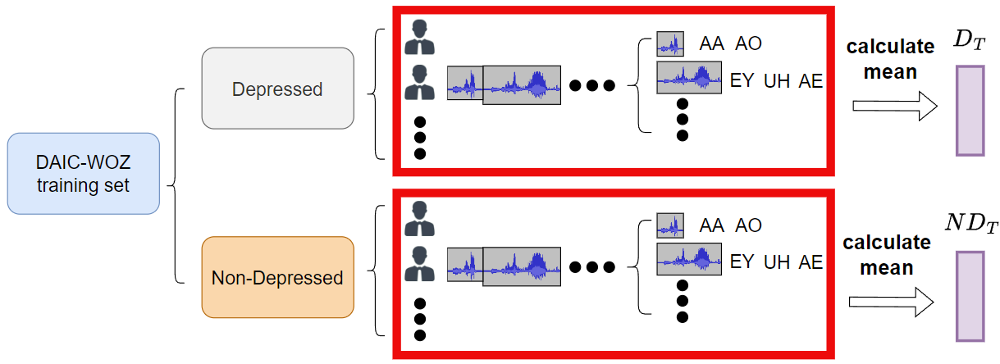 DAIC-WOZ
training set
Depressed
AA AO
EY UH AE
calculate
mean
D_T
Non-Depressed
AA AO
EY UH AE
calculate
mean
ND_T